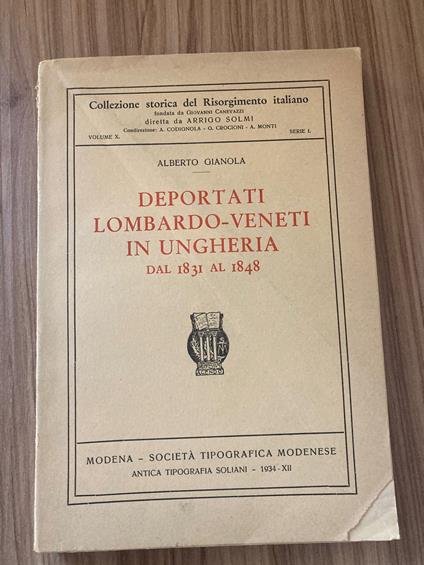 Collezione storica del Risorgimento italiano
fondata da GIOVANNI CANEVAZZI
diretta da ARRIGO SOLMI
Condirezione: A. CODIGNOLA - G. CROCIONI - A. MONTI
VOLUME X. SERIE I.
ALBERTO GIANOLA
DEPORTATI
LOMBARDO-VENETI
IN UNGHERIA
DAL 1831 AL 1848
AGENDO
MODENA - SOCIETÀ TIPOGRAFICA MODENESE
ANTICA TIPOGRAFIA SOLIANI - 1934-XII